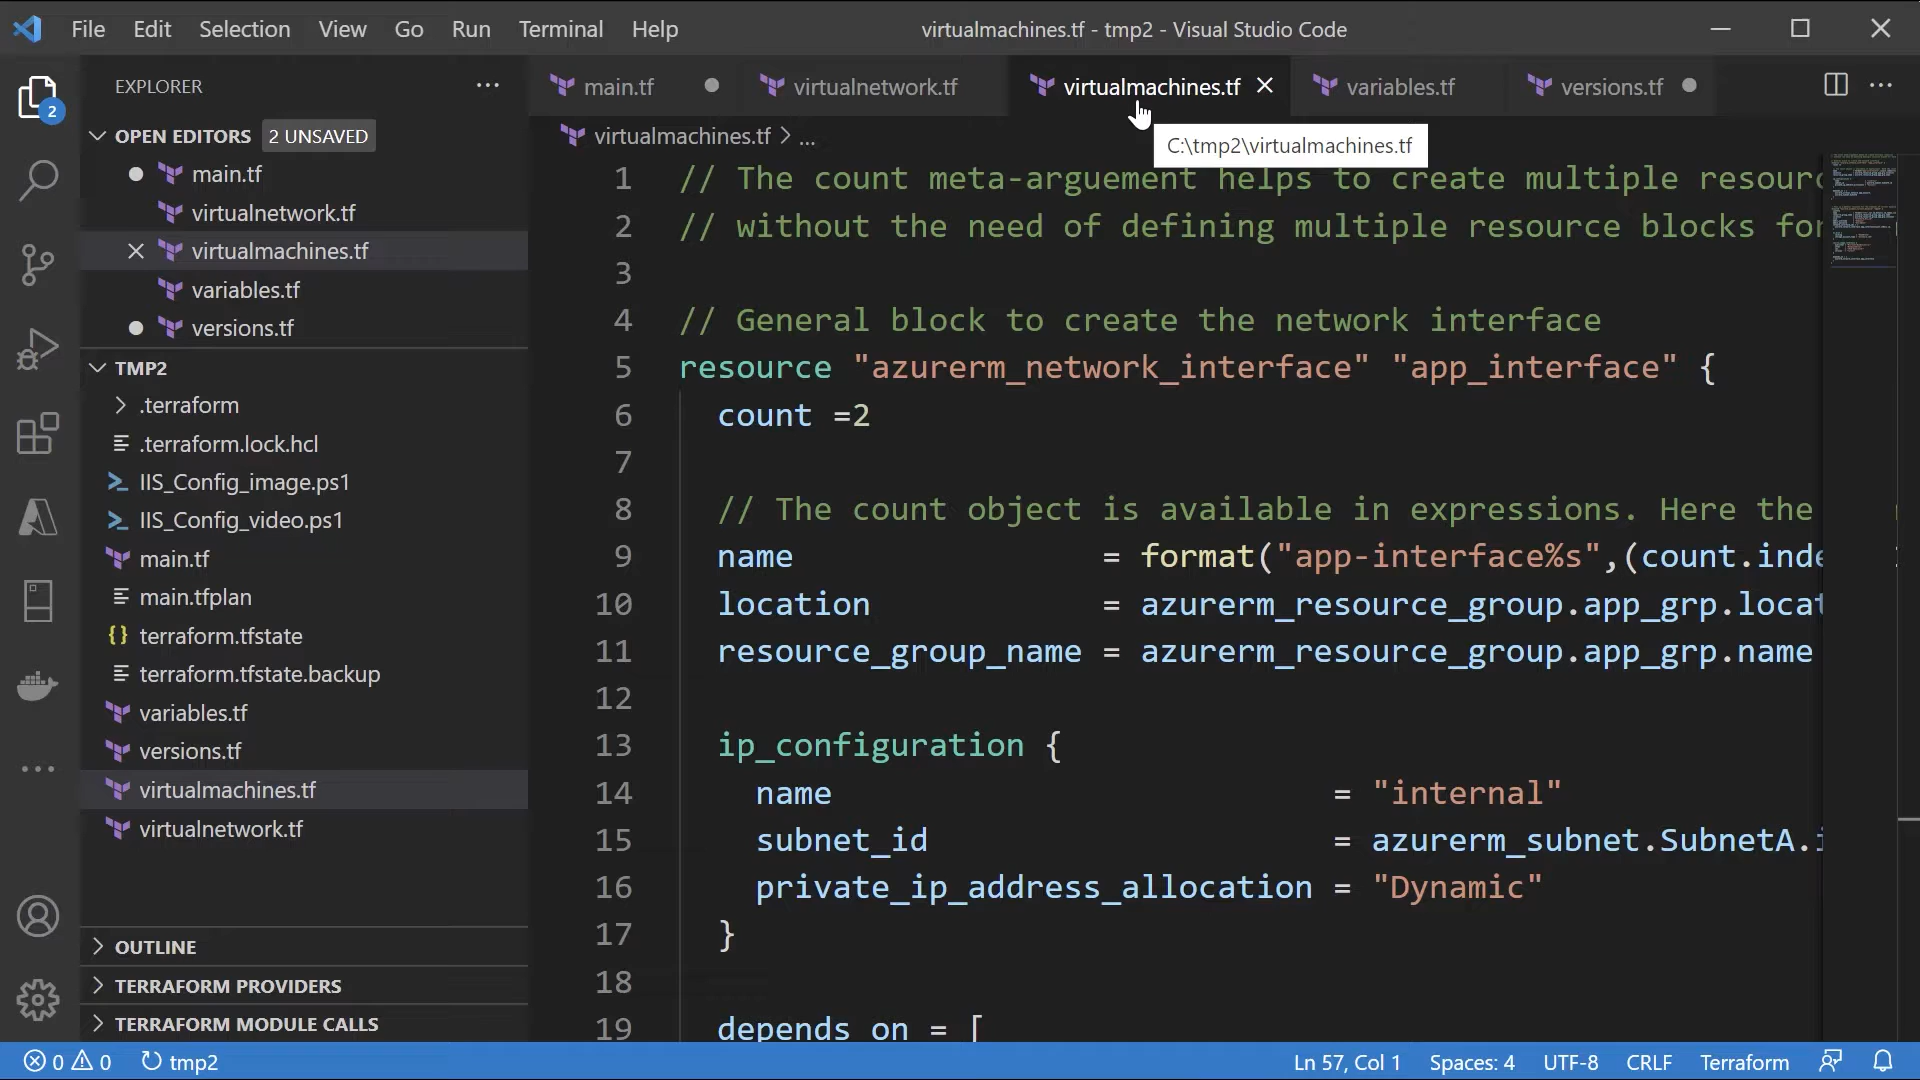 File Edit Selection View Go Run Terminal Help
virtualmachines.tf - tmp2 - Visual Studio Code
EXPLORER
2
OPEN EDITORS 2 UNSAVED
main.tf
virtualnetwork.tf
virtualmachines.tf
variables.tf
versions.tf
TMP2
.terraform
.terraform.lock.hcl
IIS_Config_image.ps1
IIS_Config_video.ps1
main.tf
main.tfplan
terraform.tfstate
terraform.tfstate.backup
variables.tf
versions.tf
virtualmachines.tf
virtualnetwork.tf
OUTLINE
TERRAFORM PROVIDERS
TERRAFORM MODULE CALLS
main.tf virtualnetwork.tf virtualmachines.tf variables.tf versions.tf
virtualmachines.tf > ...
C:\tmp2\virtualmachines.tf
1 // The count meta-arguement helps to create multiple resourc
2 // without the need of defining multiple resource blocks for
3
4 // General block to create the network interface
5 resource "azurerm_network_interface" "app_interface" {
6 count =2
7
8 // The count object is available in expressions. Here the
9 name = format("app-interface%s",(count.inde
10 location = azurerm_resource_group.app_grp.locat
11 resource_group_name = azurerm_resource_group.app_grp.name
12
13 ip_configuration {
14 name = "internal"
15 subnet_id = azurerm_subnet.SubnetA.i
16 private_ip_address_allocation = "Dynamic"
17 }
18
19 depends_on = [
0 0 tmp2
Ln 57, Col 1 Spaces: 4 UTF-8 CRLF Terraform